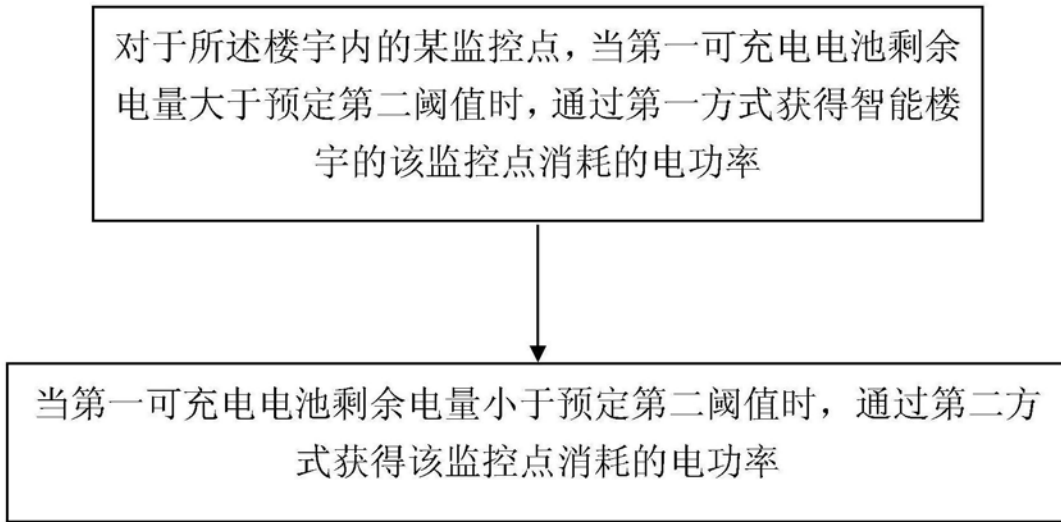 对于所述楼宇内的某监控点，当第一可充电电池剩余
电量大于预定第二阈值时，通过第一方式获得智能楼
宇的该监控点消耗的电功率
当第一可充电电池剩余电量小于预定第二阈值时，通过第二方
式获得该监控点消耗的电功率